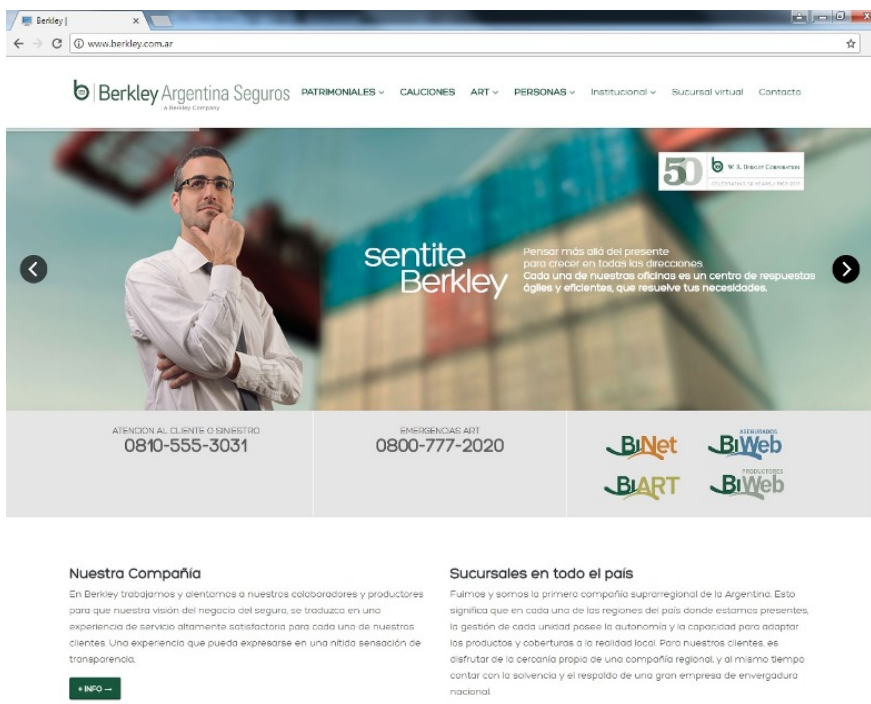 Berkley |
www.berkley.com.ar
b | Berkley Argentina Seguros
A Berkley Company
PATRIMONIALES
CAUCIONES
ART
PERSONAS
Institucional
Sucursal virtual
Contacto
50
W. R. BERKLEY CORPORATION
sentite
Berkley
Pensar más allá del presente
para crecer en todas las direcciones.
Cada una de nuestras oficinas es un centro de respuestas
ágiles y eficientes, que resuelve tus necesidades.
ATENCION AL CLIENTE O SINIESTRO
0810-555-3031
EMERGENCIAS ART
0800-777-2020
BiNet
ASEGURADOS
BiWeb
BiART
PRODUCTORES
BiWeb
Nuestra Compañía
En Berkley trabajamos y alentamos a nuestros colaboradores y productores
para que nuestra visión del negocio del seguro, se traduzca en una
experiencia de servicio altamente satisfactoria para cada uno de nuestros
clientes. Una experiencia que pueda expresarse en una nítida sensación de
transparencia.
+ INFO →
Sucursales en todo el país
Fuimos y somos la primera compañía suprarregional de la Argentina. Esto
significa que en cada una de las regiones del país donde estamos presentes,
la gestión de cada unidad posee la autonomía y la capacidad para adaptar
los productos y coberturas a la realidad local. Para nuestros clientes, es
disfrutar de la cercanía propia de una compañía regional, y al mismo tiempo
contar con la solvencia y el respaldo de una gran empresa de envergadura
nacional.